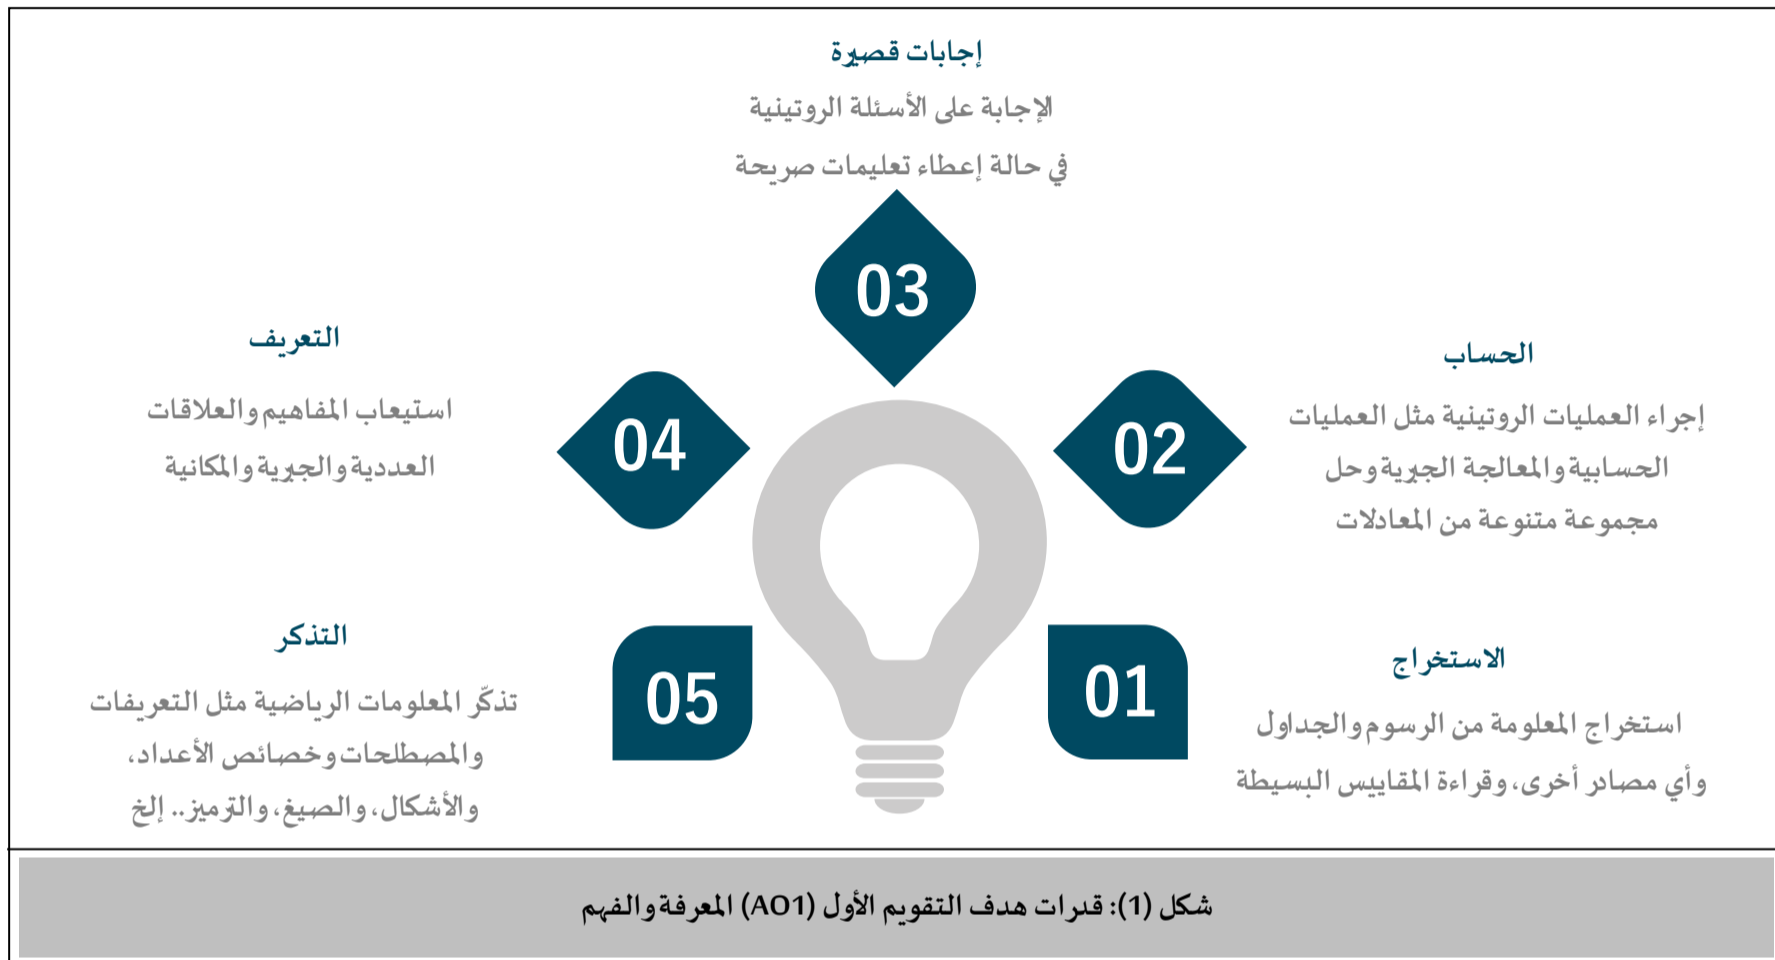 إجابات قصيرة
الإجابة على الأسئلة الروتينية
في حالة إعطاء تعليمات صريحة
03
التعريف
استيعاب المفاهيم والعلاقات
العددية والجبرية والمكانية
04
الحساب
إجراء العمليات الروتينية مثل العمليات
الحسابية والمعالجة الجبرية وحل
مجموعة متنوعة من المعادلات
02
التذكر
تذكّر المعلومات الرياضية مثل التعريفات
والمصطلحات وخصائص الأعداد،
والأشكال، والصيغ، والترميز.. إلخ
05
الاستخراج
استخراج المعلومة من الرسوم والجداول
وأي مصادر أخرى، وقراءة المقاييس البسيطة
01
شكل (1): قدرات هدف التقويم الأول (AO1) المعرفة والفهم